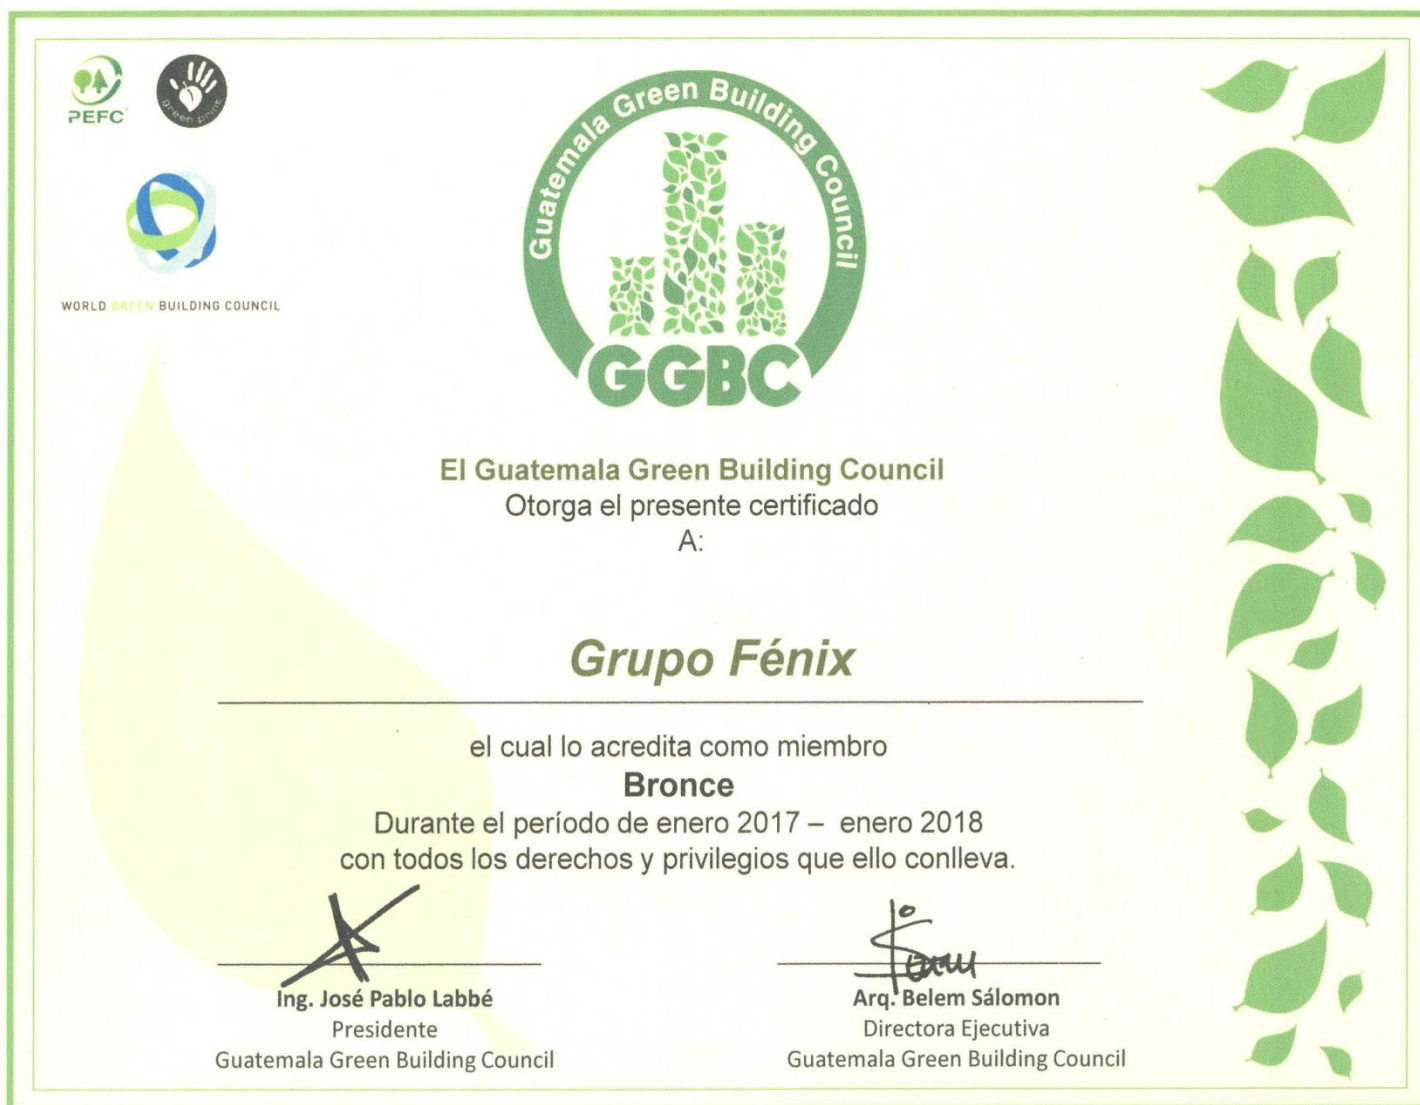 PEFC
green print
WORLD GREEN BUILDING COUNCIL
Guatemala Green Building Council
GGBC
El Guatemala Green Building Council
Otorga el presente certificado
A:
Grupo Fénix
el cual lo acredita como miembro
Bronce
Durante el período de enero 2017 – enero 2018
con todos los derechos y privilegios que ello conlleva.
Ing. José Pablo Labbé
Presidente
Guatemala Green Building Council
Arq. Belem Sálomon
Directora Ejecutiva
Guatemala Green Building Council